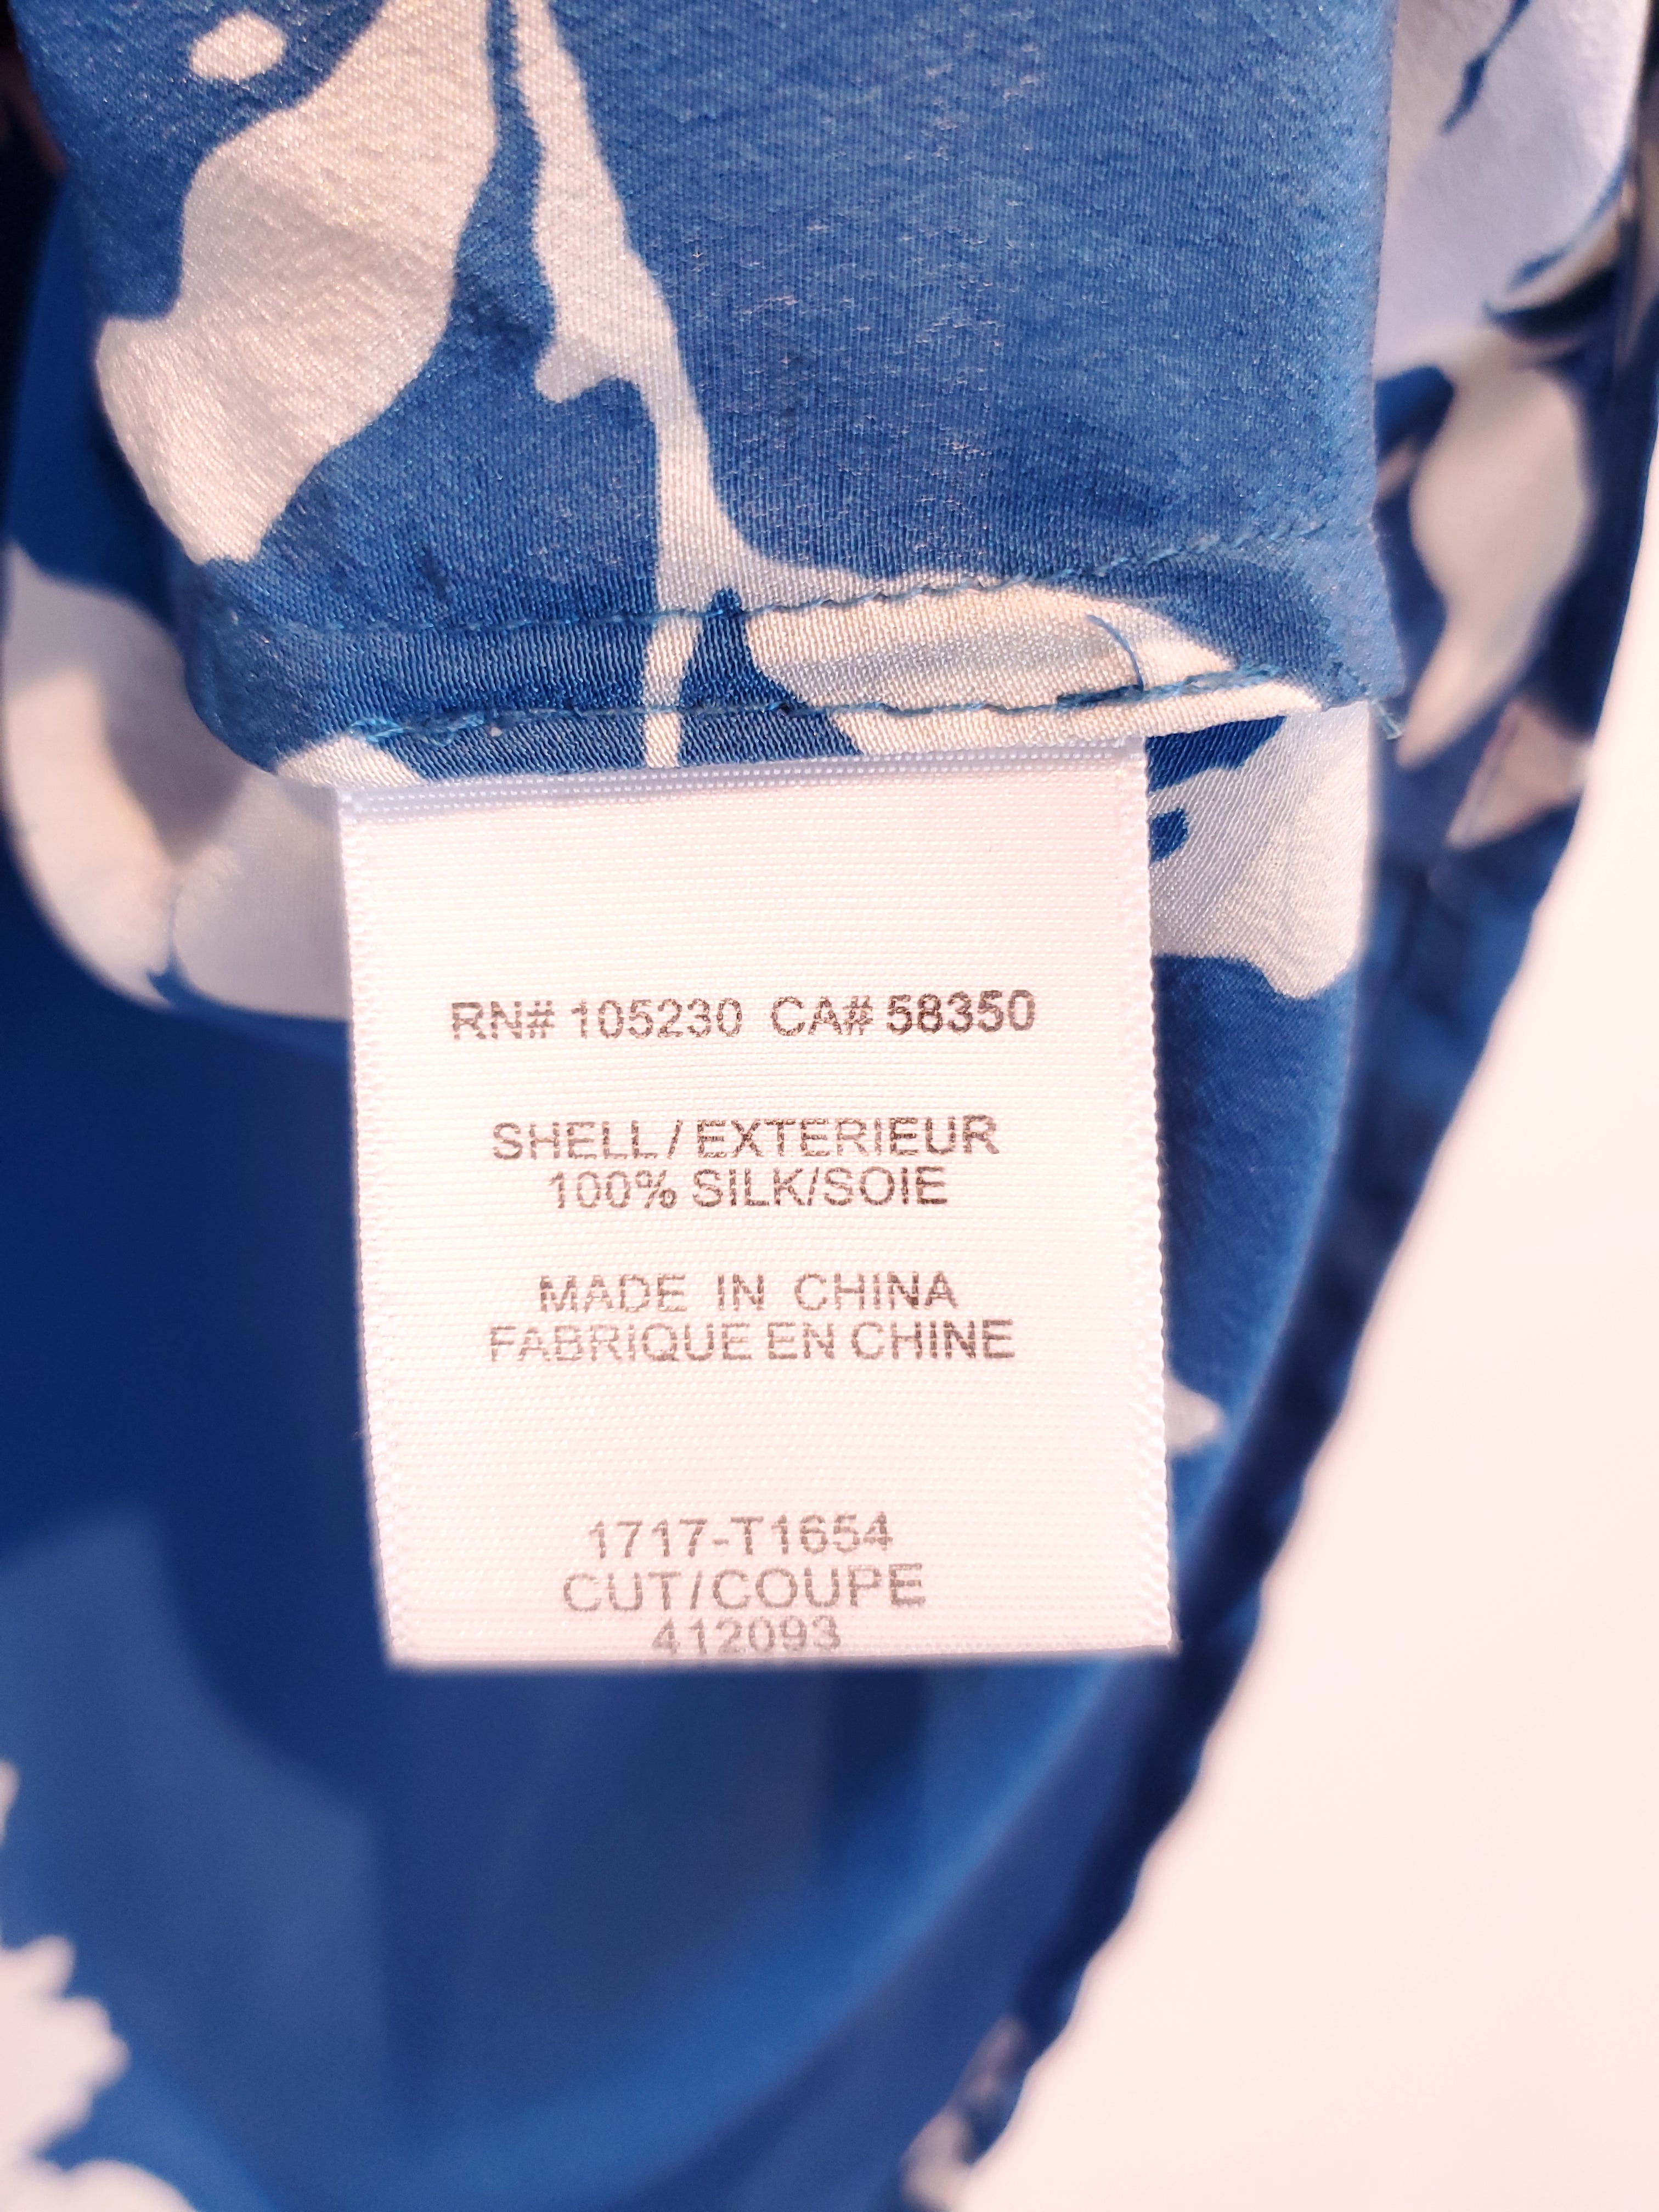 RN# 105230 CA# 58350
SHELL/EXTERIEUR
100% SILK/SOIE
MADE IN CHINA
FABRIQUE EN CHINE
1717-T1654
CUT/COUPE
412093